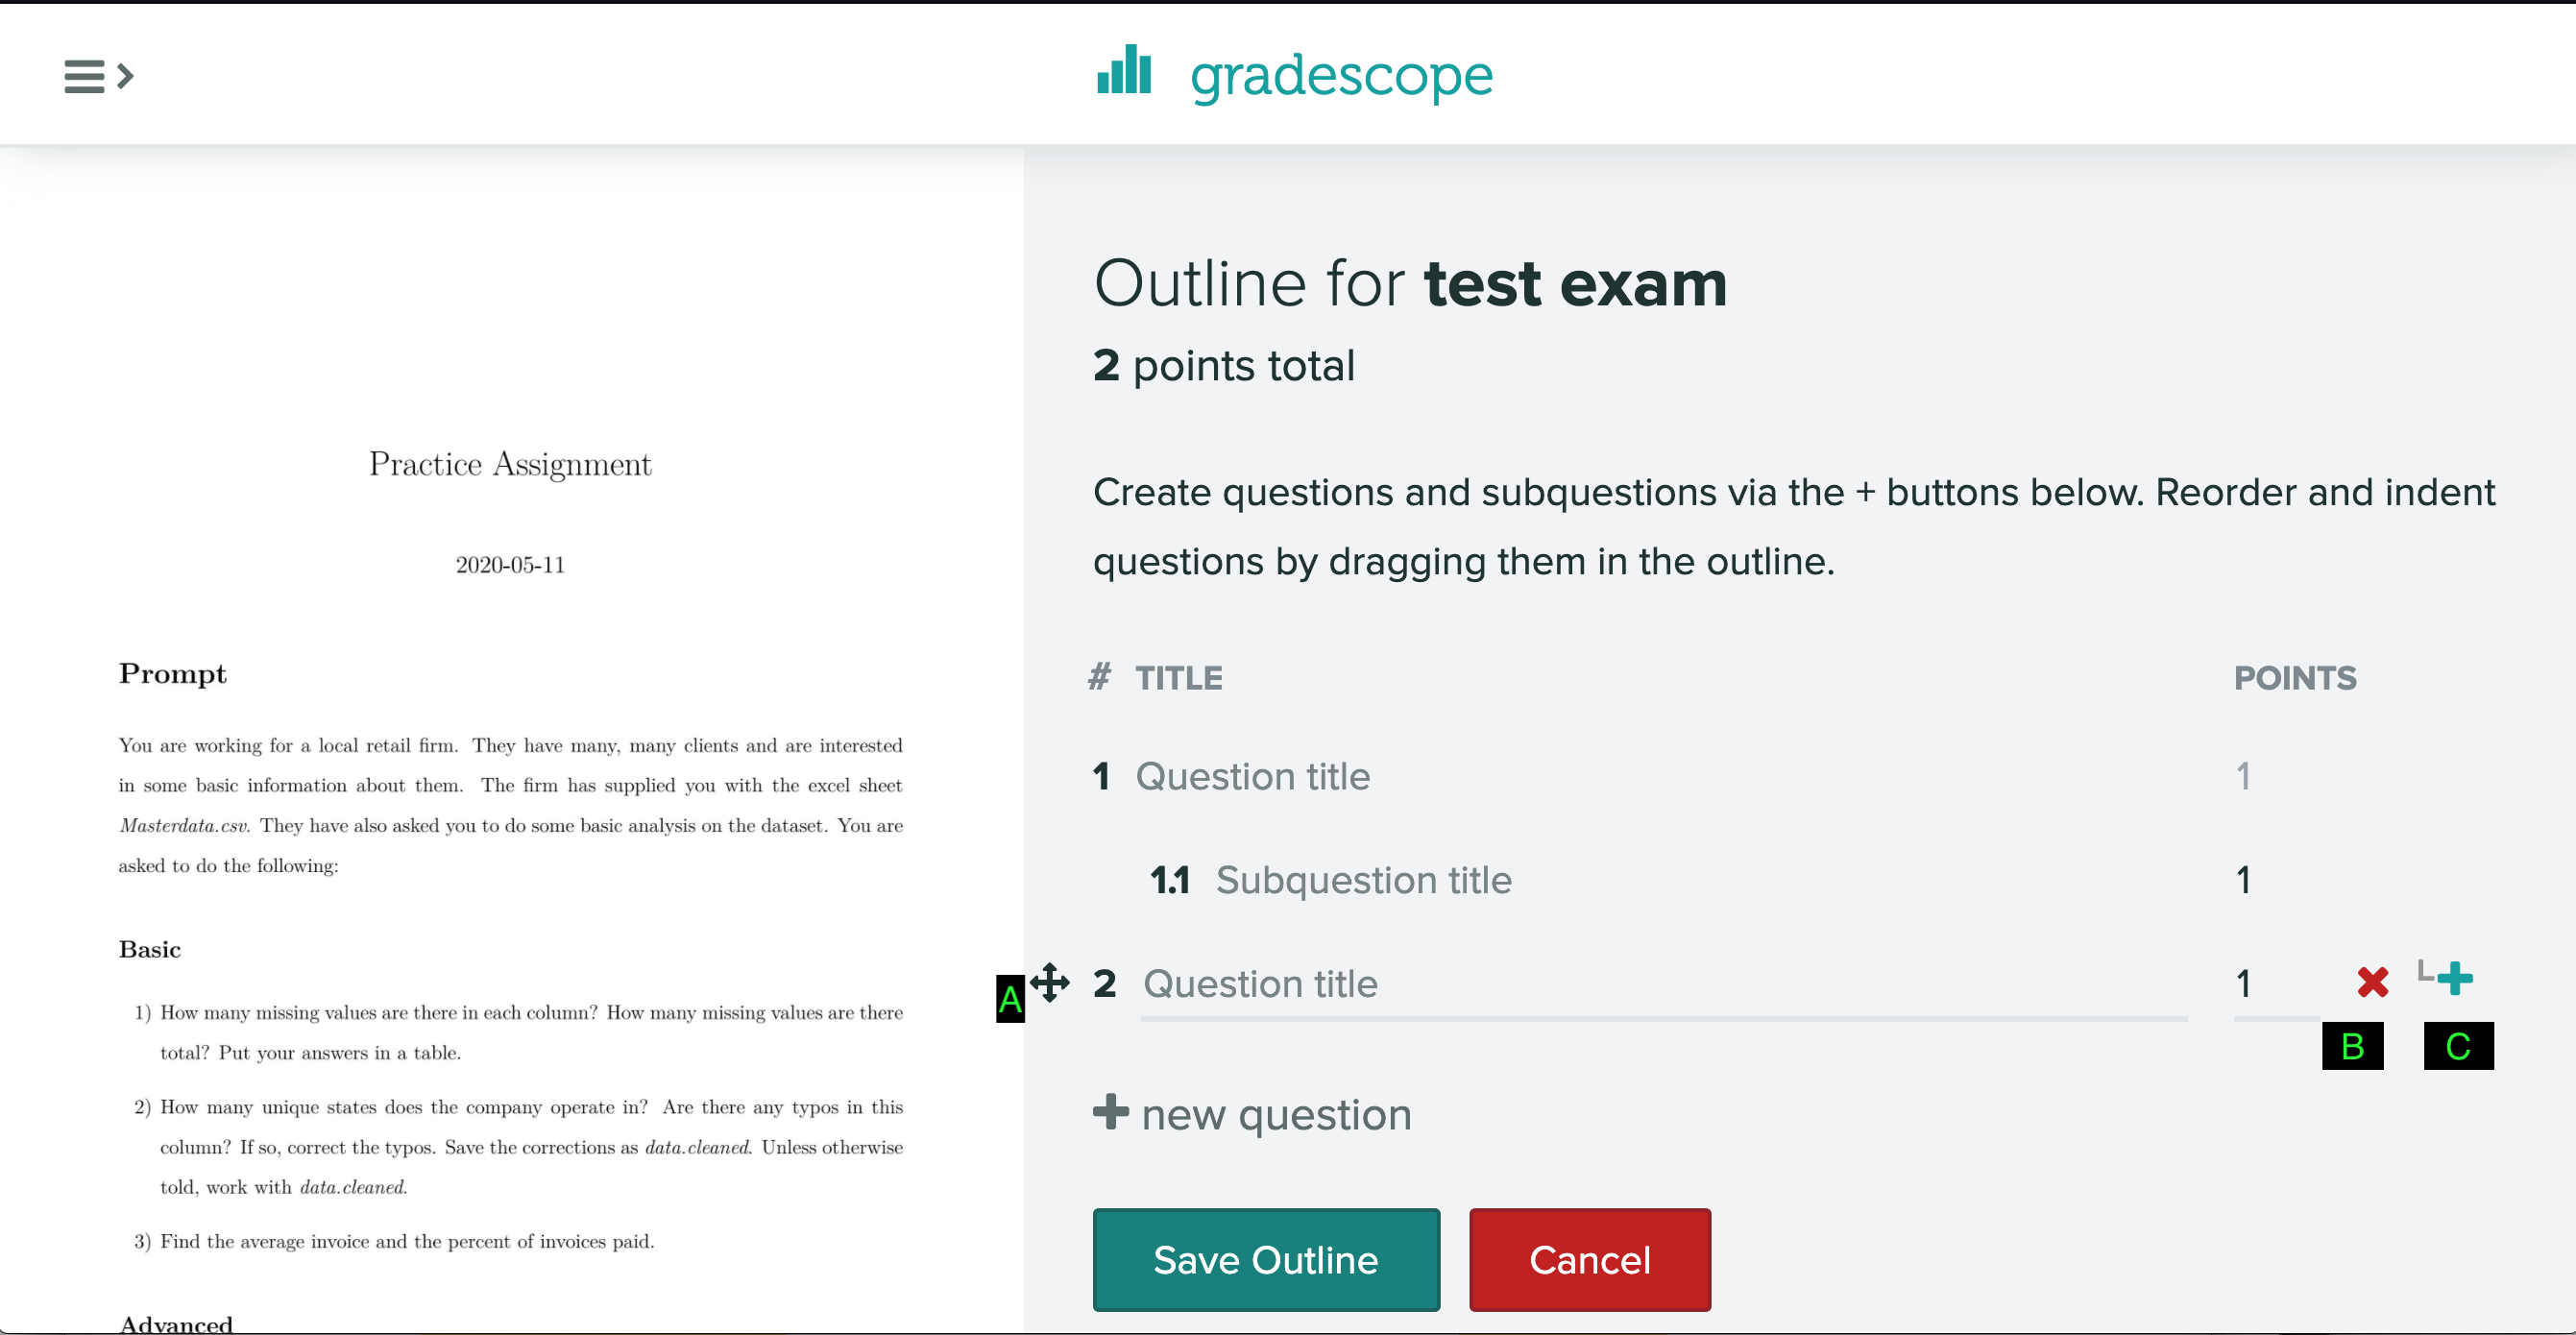 gradescope
Practice Assignment
2020-05-11
Prompt
You are working for a local retail firm. They have many, many clients and are interested
in some basic information about them. The firm has supplied you with the excel sheet
Masterdata.csv. They have also asked you to do some basic analysis on the dataset. You are
asked to do the following:
Basic
1) How many missing values are there in each column? How many missing values are there
total? Put your answers in a table.
2) How many unique states does the company operate in? Are there any typos in this
column? If so, correct the typos. Save the corrections as data.cleaned. Unless otherwise
told, work with data.cleaned.
3) Find the average invoice and the percent of invoices paid.
Advanced
Outline for test exam
2 points total
Create questions and subquestions via the + buttons below. Reorder and indent
questions by dragging them in the outline.
# TITLE POINTS
1 Question title 1
1.1 Subquestion title 1
A 2 Question title 1
B C
+ new question
Save Outline Cancel